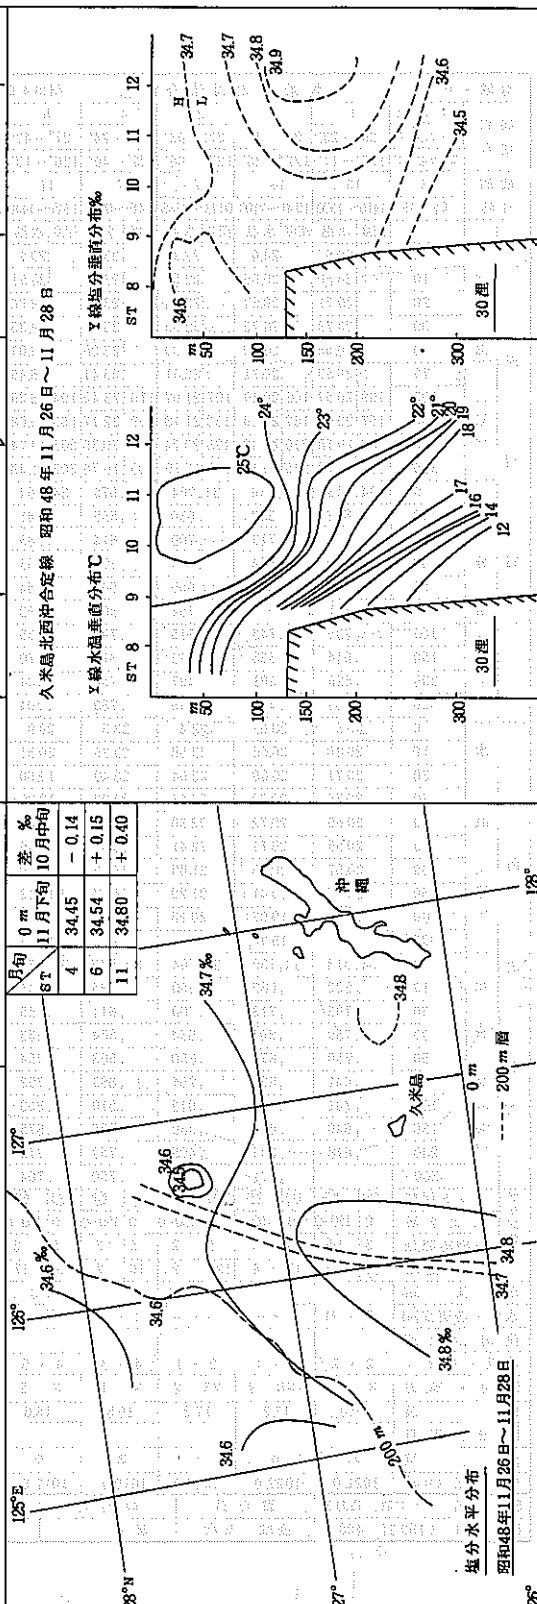 久米島北西沖合定線 昭和48年11月26日～11月28日
Y線水温垂直分布℃
ST 8 9 10 11 12
m
50
100
150
200
300
24°
25℃
23°
22°
21°
20
19
18
17
16
14
12
30浬
Y線塩分垂直分布‰
ST 8 9 10 11 12
m
50
100
150
200
300
34.7
H
L
34.7
34.8
34.9
34.6
34.6
34.5
30浬
月旬 0m 差 ‰
ST 11月下旬 10月中旬
4 34.45 －0.14
6 34.54 ＋0.15
11 34.80 ＋0.40
125°E
126°
127°
128°
28°N
27°
26°
34.6‰
34.6
34.6
34.6
34.5
34.7‰
34.8
34.8‰
34.7
34.8
200m
沖縄
久米島
0m
200m層
塩分水平分布
昭和48年11月26日～11月28日